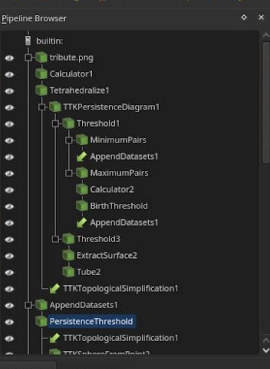 Pipeline Browser
builtin:
tribute.png
Calculator1
Tetrahedralize1
TTKPersistenceDiagram1
Threshold1
MinimumPairs
AppendDatasets1
MaximumPairs
Calculator2
BirthThreshold
AppendDatasets1
Threshold3
ExtractSurface2
Tube2
TTKTopologicalSimplification1
AppendDatasets1
PersistenceThreshold
TTKTopologicalSimplification1
TTKSphereFromPoint2